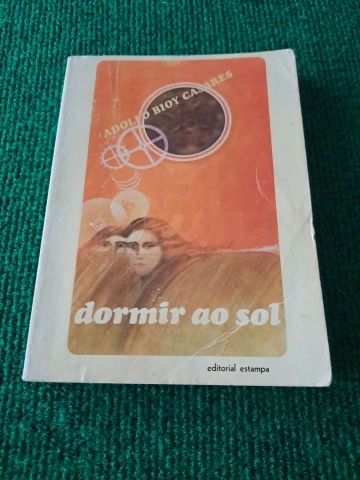 ADOLFO BIOY CASARES
dormir ao sol
editorial estampa